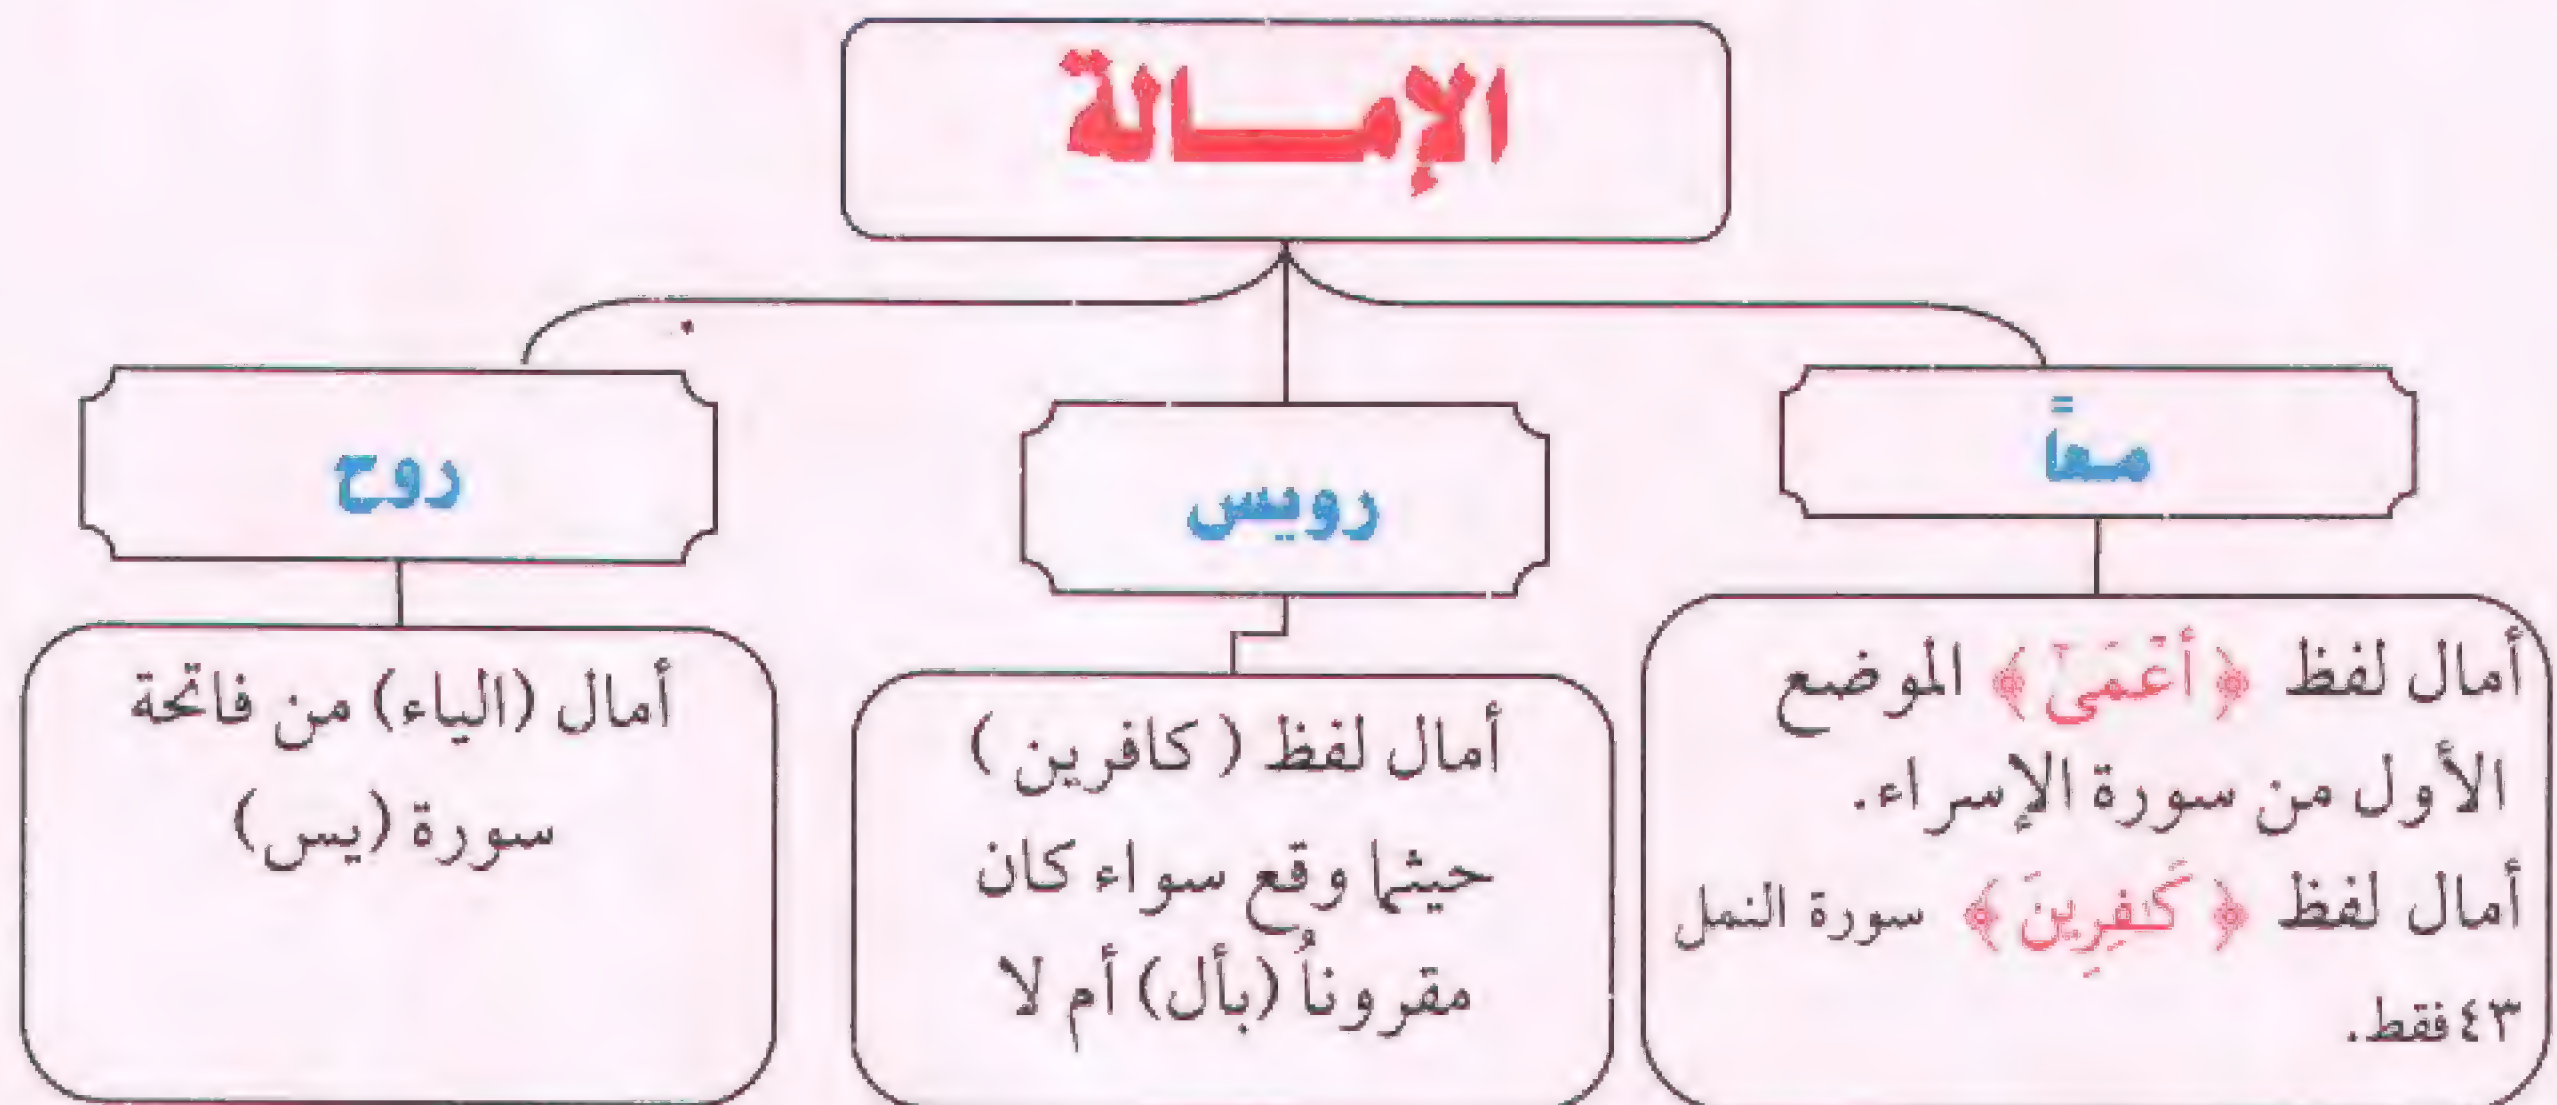 الإمالة
معاً
أمال لفظ ﴿ أَعْمَىٰ ﴾ الموضع
الأول من سورة الإسراء.
أمال لفظ ﴿ كَٰفِرِينَ ﴾ سورة النمل
٤٣ فقط.
رويس
أمال لفظ ( كافرين )
حيثما وقع سواء كان
مقروناً (بأل) أم لا
روح
أمال (الياء) من فاتحة
سورة (يس)